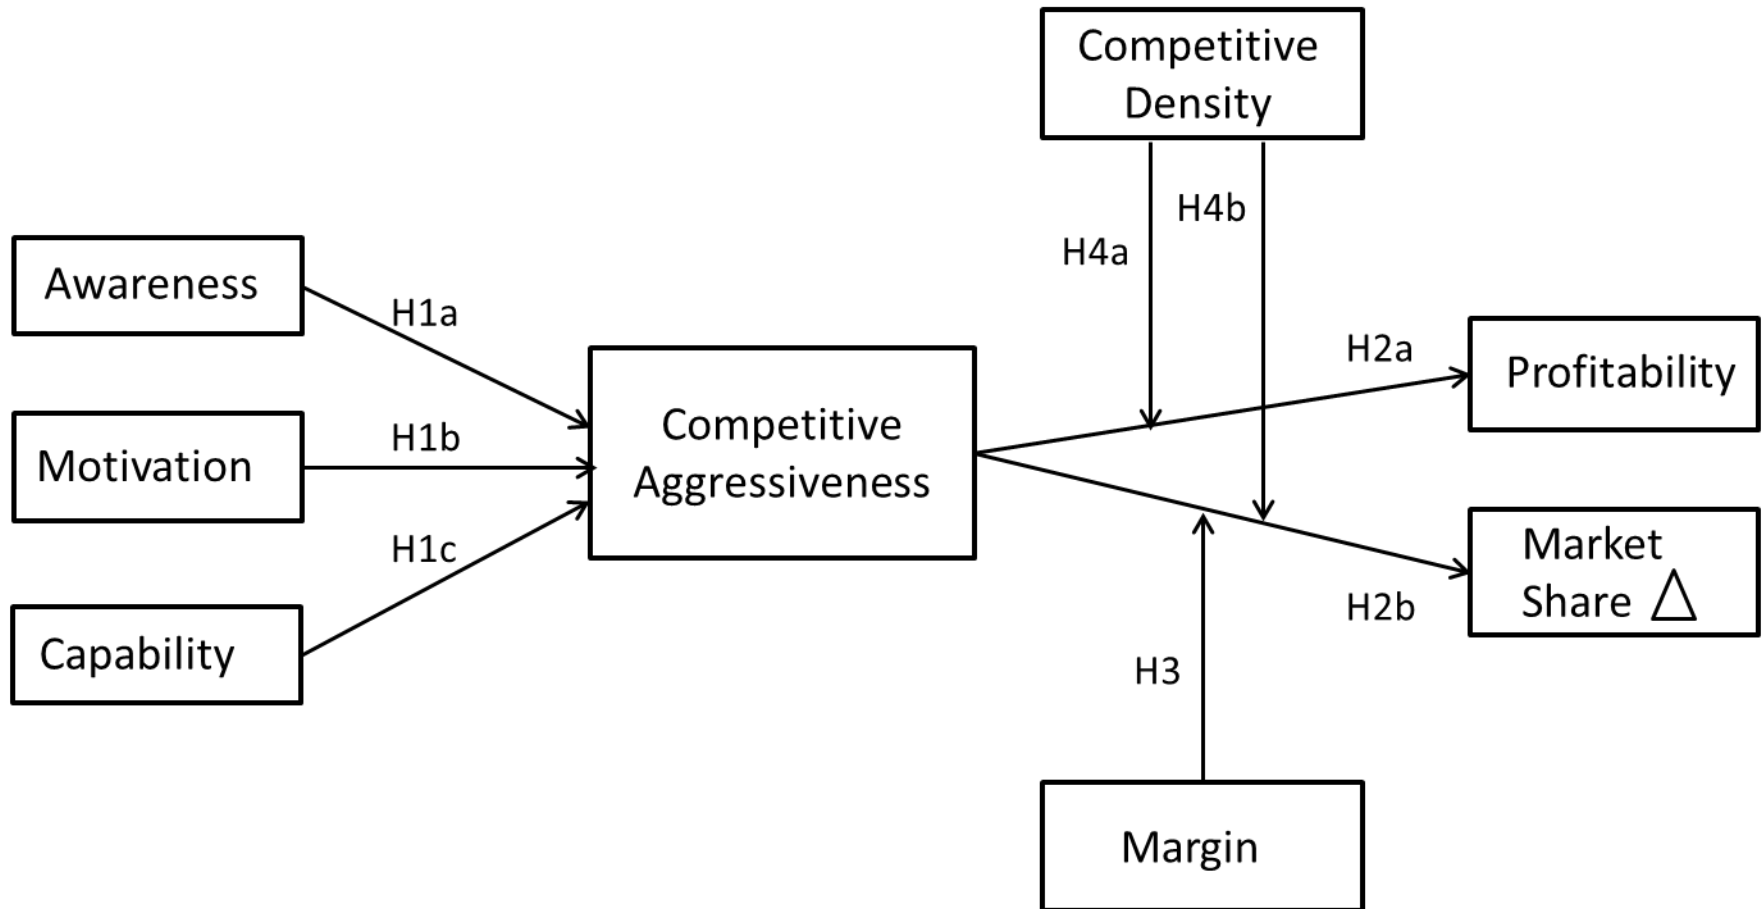 Competitive
Density
H4b
H4a
Awareness
H1a
H2a
Profitability
Competitive
Aggressiveness
Motivation
H1b
Market
Share △
H1c
H2b
Capability
H3
Margin